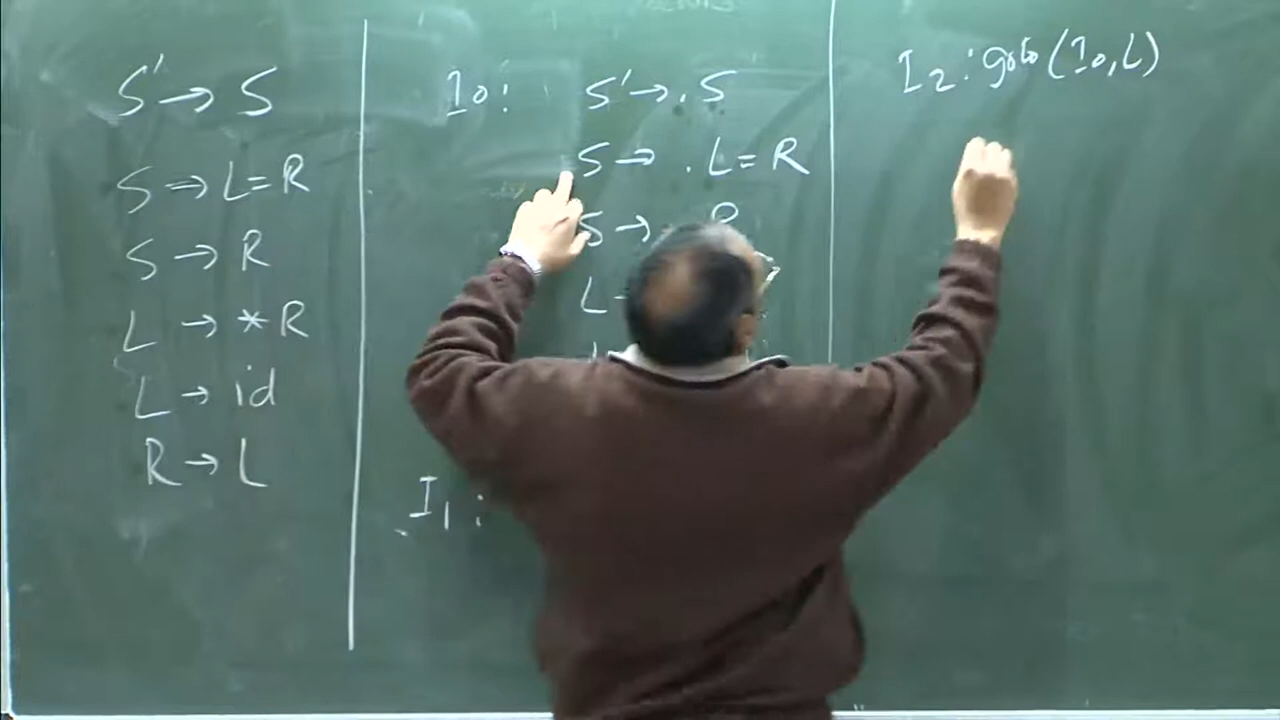 S' → S
S ⇒ L = R
S → R
L → * R
L → id
R → L
I0 : S' → . S
S → . L = R
S → R
L
I1 :
I2 : goto (I0, L)